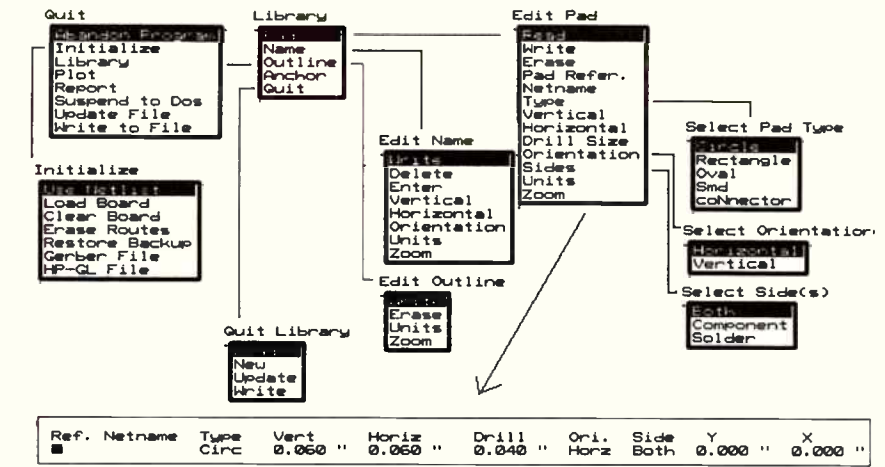 Quit
Abandon Program
Initialize
Library
Plot
Report
Suspend to Dos
Update File
Write to File
Initialize
Use Netlist
Load Board
Clear Board
Erase Routes
Restore Backup
Gerber File
HP-GL File
Library
Name
Outline
Anchor
Quit
Quit Library
New
Update
Write
Edit Name
Write
Delete
Enter
Vertical
Horizontal
Orientation
Units
Zoom
Edit Outline
Erase
Units
Zoom
Edit Pad
Read
Write
Erase
Pad Refer.
Netname
Type
Vertical
Horizontal
Drill Size
Orientation
Sides
Units
Zoom
Select Pad Type
Circle
Rectangle
Oval
Smd
coNnector
Select Orientation
Horizontal
Vertical
Select Side(s)
Both
Component
Solder
Ref. Netname Type Vert Horiz Drill Ori. Side Y X
Circ 0.060 " 0.060 " 0.040 " Horz Both 0.000 " 0.000 "